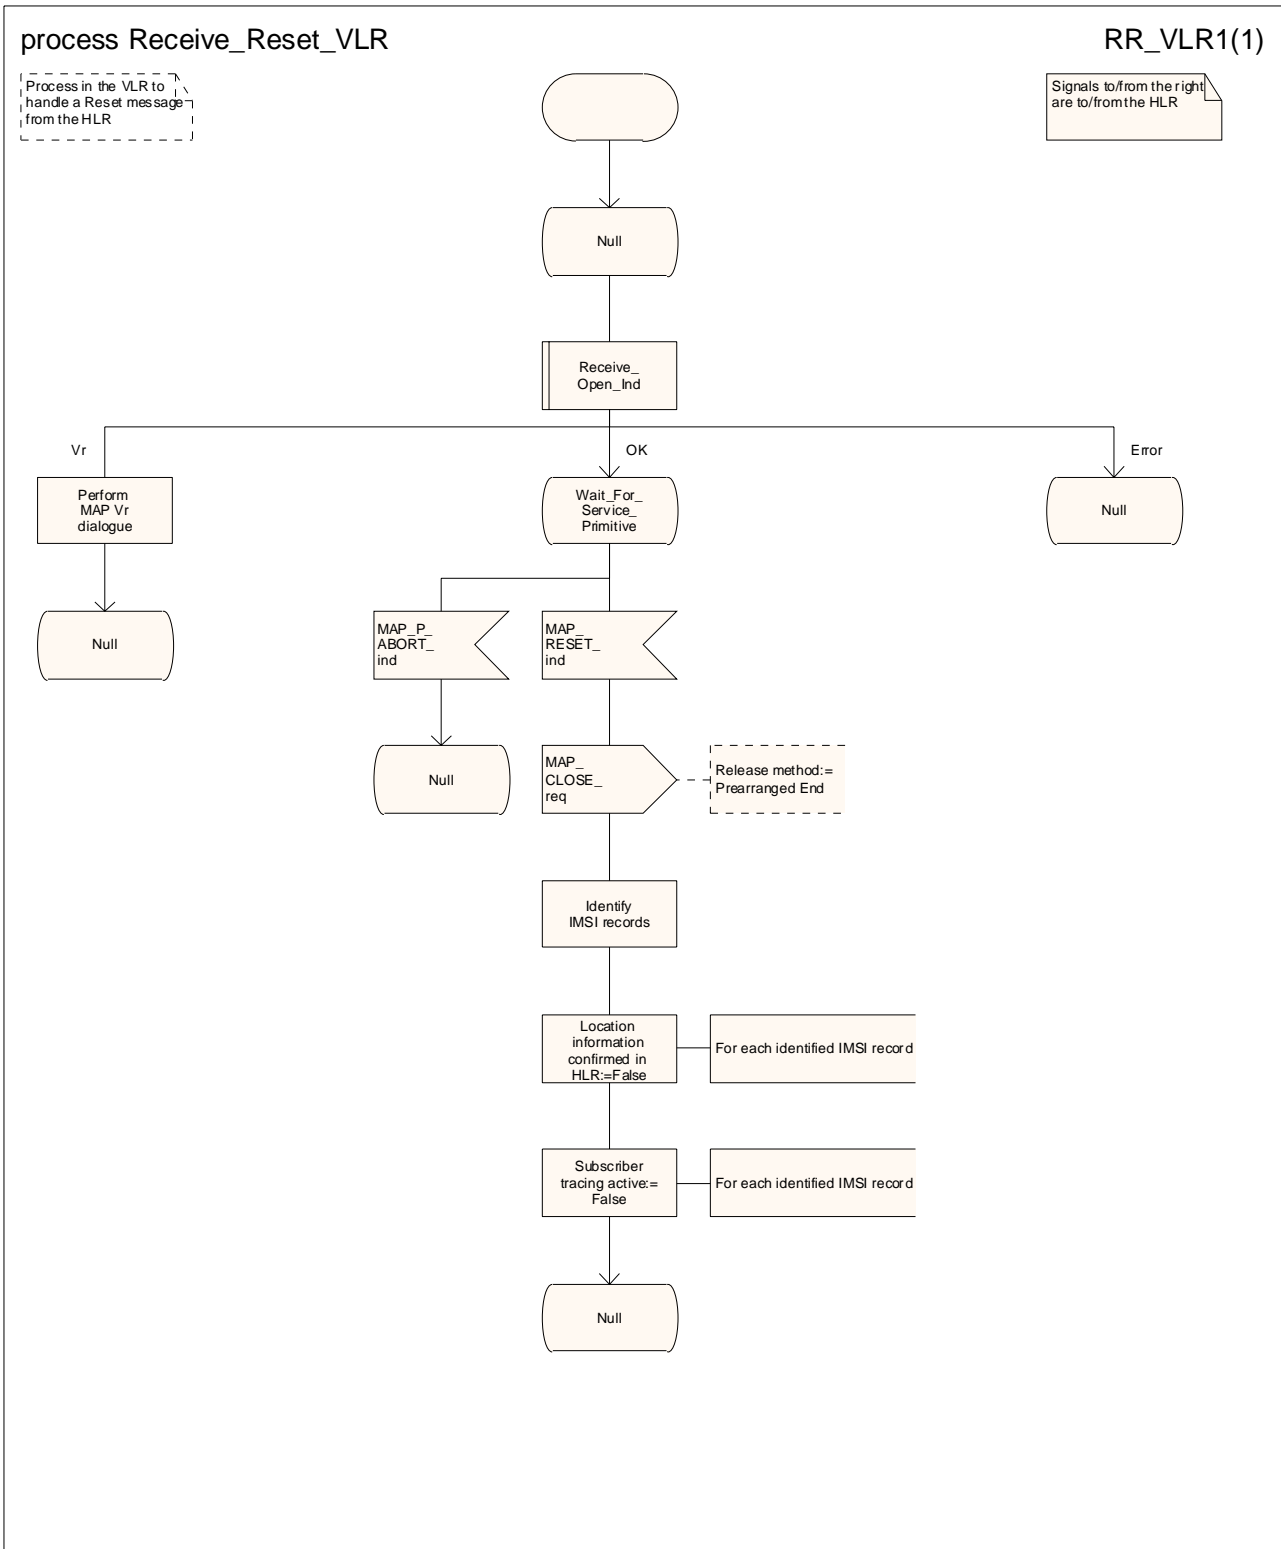 process Receive_Reset_VLR
RR_VLR1(1)
Process in the VLR to
handle a Reset message
from the HLR
Signals to/from the right
are to/from the HLR
Null
Receive_
Open_Ind
Vr
OK
Error
Perform
MAP Vr
dialogue
Wait_For_
Service_
Primitive
Null
Null
MAP_P_
ABORT_
ind
MAP_
RESET_
ind
Null
MAP_
CLOSE_
req
Release method:=
Prearranged End
Identify
IMSI records
Location
information
confirmed in
HLR:=False
For each identified IMSI record
Subscriber
tracing active:=
False
For each identified IMSI record
Null